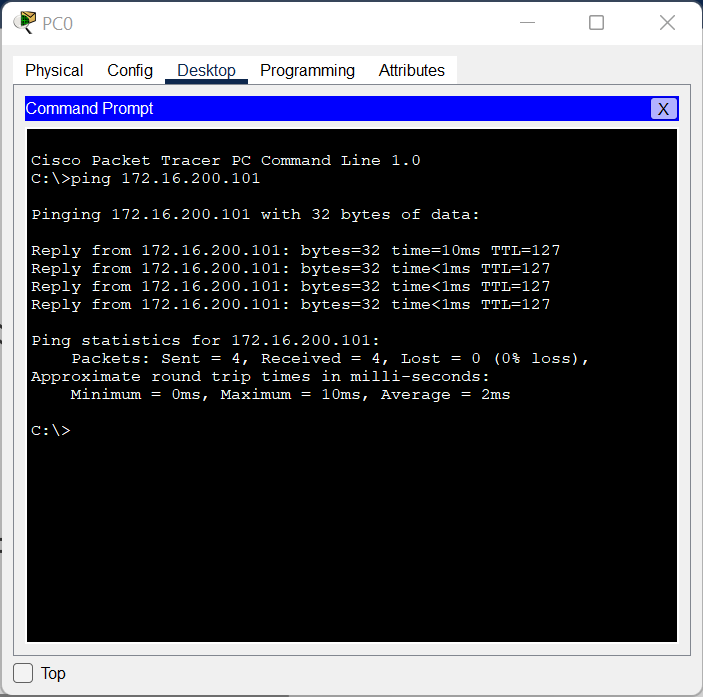 PC0
Physical Config Desktop Programming Attributes
Command Prompt X
Cisco Packet Tracer PC Command Line 1.0
C:\>ping 172.16.200.101
Pinging 172.16.200.101 with 32 bytes of data:
Reply from 172.16.200.101: bytes=32 time=10ms TTL=127
Reply from 172.16.200.101: bytes=32 time<1ms TTL=127
Reply from 172.16.200.101: bytes=32 time<1ms TTL=127
Reply from 172.16.200.101: bytes=32 time<1ms TTL=127
Ping statistics for 172.16.200.101:
Packets: Sent = 4, Received = 4, Lost = 0 (0% loss),
Approximate round trip times in milli-seconds:
Minimum = 0ms, Maximum = 10ms, Average = 2ms
C:\>
Top